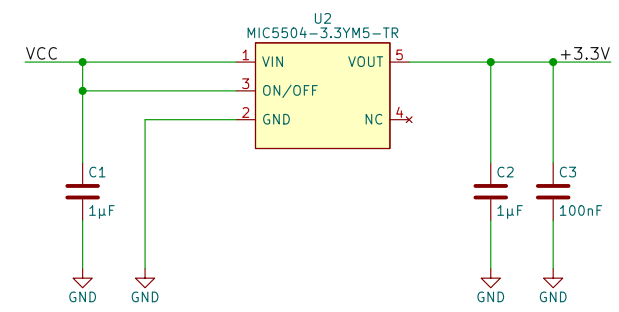 U2
MIC5504-3.3YM5-TR
VCC
1
VIN
VOUT
5
+3.3V
3
ON/OFF
2
GND
NC
4
C1
1µF
C2
1µF
C3
100nF
GND
GND
GND
GND